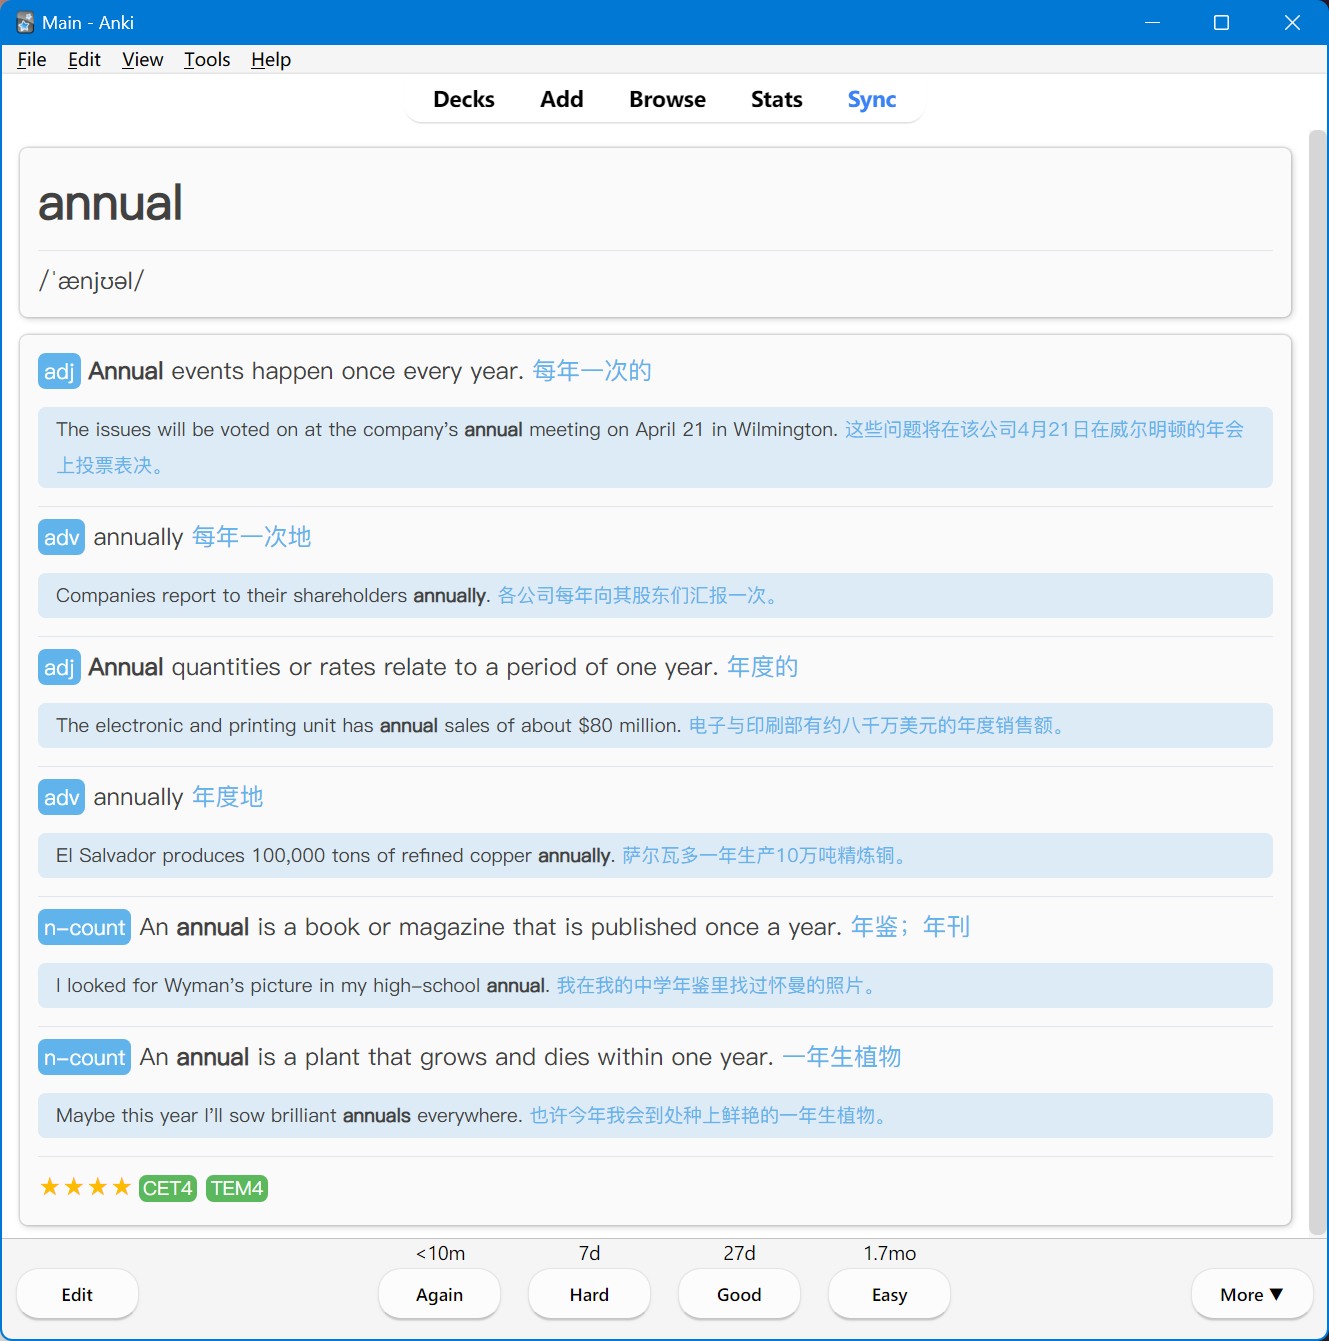 Main - Anki
File Edit View Tools Help
Decks Add Browse Stats Sync
annual
/ˈænjʊəl/
adj Annual events happen once every year. 每年一次的
The issues will be voted on at the company's annual meeting on April 21 in Wilmington. 这些问题将在该公司4月21日在威尔明顿的年会
上投票表决。
adv annually 每年一次地
Companies report to their shareholders annually. 各公司每年向其股东们汇报一次。
adj Annual quantities or rates relate to a period of one year. 年度的
The electronic and printing unit has annual sales of about $80 million. 电子与印刷部有约八千万美元的年度销售额。
adv annually 年度地
El Salvador produces 100,000 tons of refined copper annually. 萨尔瓦多一年生产10万吨精炼铜。
n-count An annual is a book or magazine that is published once a year. 年鉴；年刊
I looked for Wyman's picture in my high-school annual. 我在我的中学年鉴里找过怀曼的照片。
n-count An annual is a plant that grows and dies within one year. 一年生植物
Maybe this year I'll sow brilliant annuals everywhere. 也许今年我会到处种上鲜艳的一年生植物。
★★★★ CET4 TEM4
<10m 7d 27d 1.7mo
Edit Again Hard Good Easy More ▼